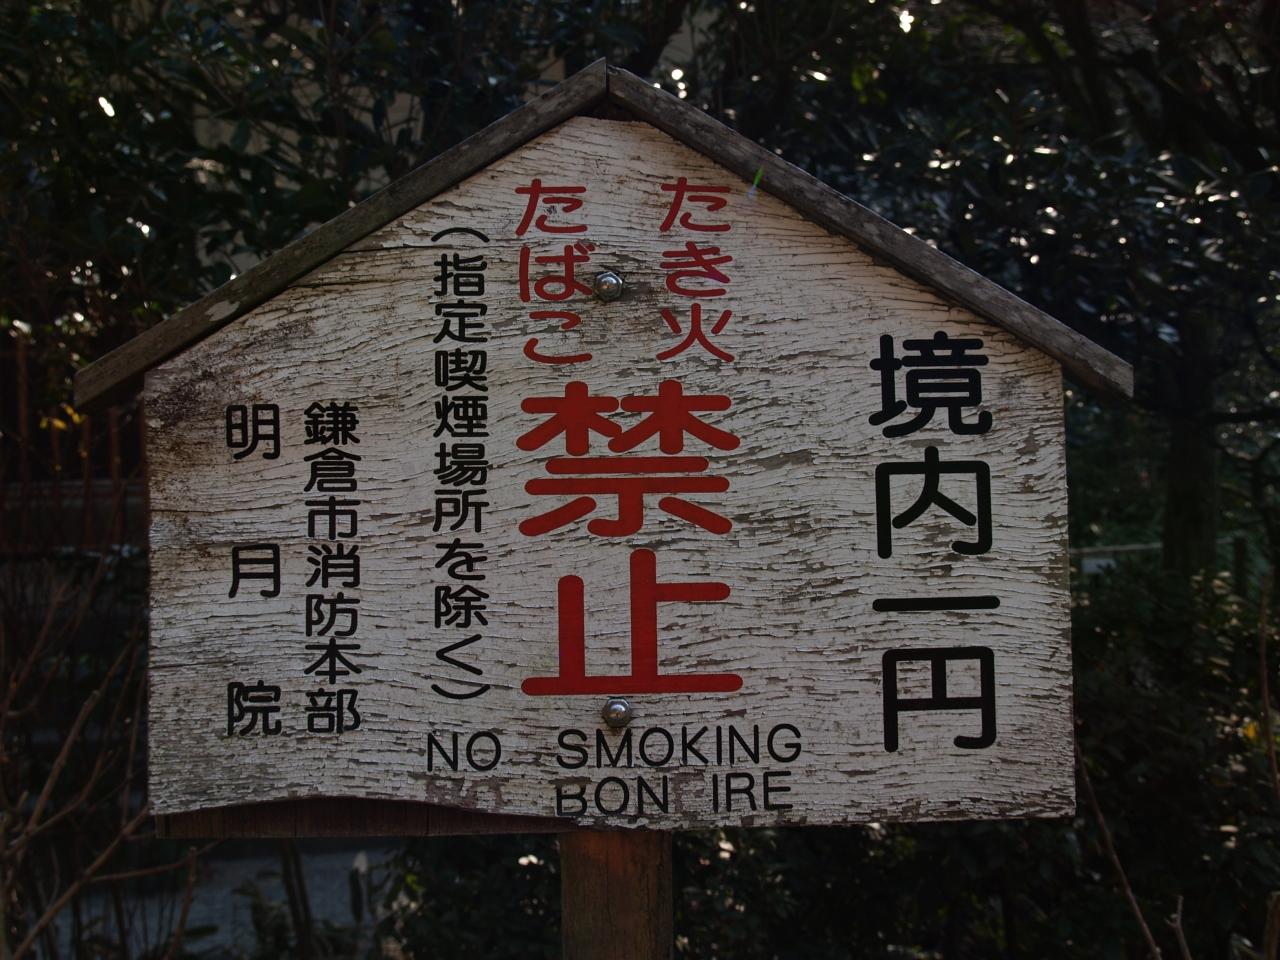 境内一円
たき火
たばこ
禁止
(指定喫煙場所を除く)
鎌倉市消防本部
明月院
NO SMOKING
BON IRE